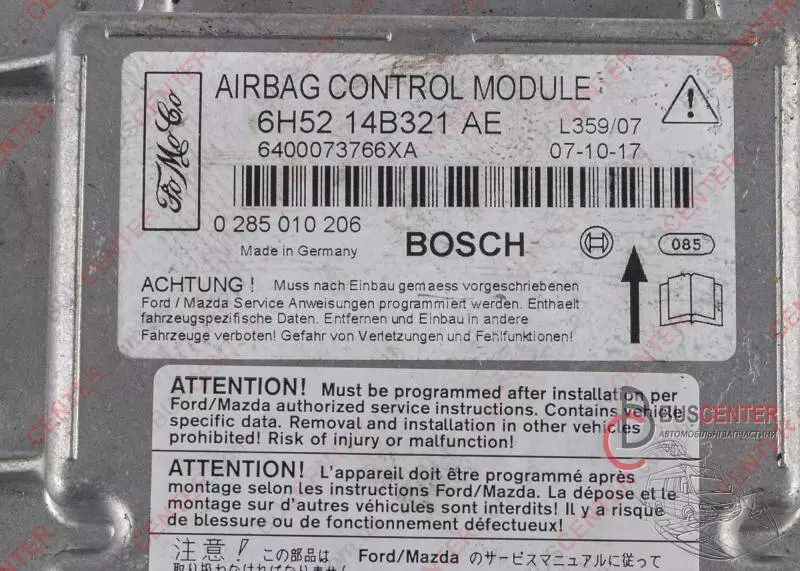 AIRBAG CONTROL MODULE
FoMoCo
6H52 14B321 AE
L359/07
6400073766XA
07-10-17
0 285 010 206
Made in Germany
BOSCH
085
ACHTUNG ! Muss nach Einbau gemaess vorgeschriebenen
Ford / Mazda Service Anweisungen programmiert werden. Enthaelt
fahrzeugspezifische Daten. Entfernen und Einbau in andere
Fahrzeuge verboten! Gefahr von Verletzungen und Fehlfunktionen!
ATTENTION! Must be programmed after installation per
Ford/Mazda authorized service instructions. Contains vehicle
specific data. Removal and installation in other vehicles
prohibited! Risk of injury or malfunction!
BUSCENTER
АВТОМОБІЛЬНІ ЗАПЧАСТИНИ
ATTENTION! L'appareil doit être programmé après
montage selon les instructions Ford/Mazda. La dépose et le
montage sur d'autres véhicules sont interdits! Il y a risque
de blessure ou de fonctionnement défectueux!
注意! この部品は Ford/Mazda のサービスマニュアルに従って